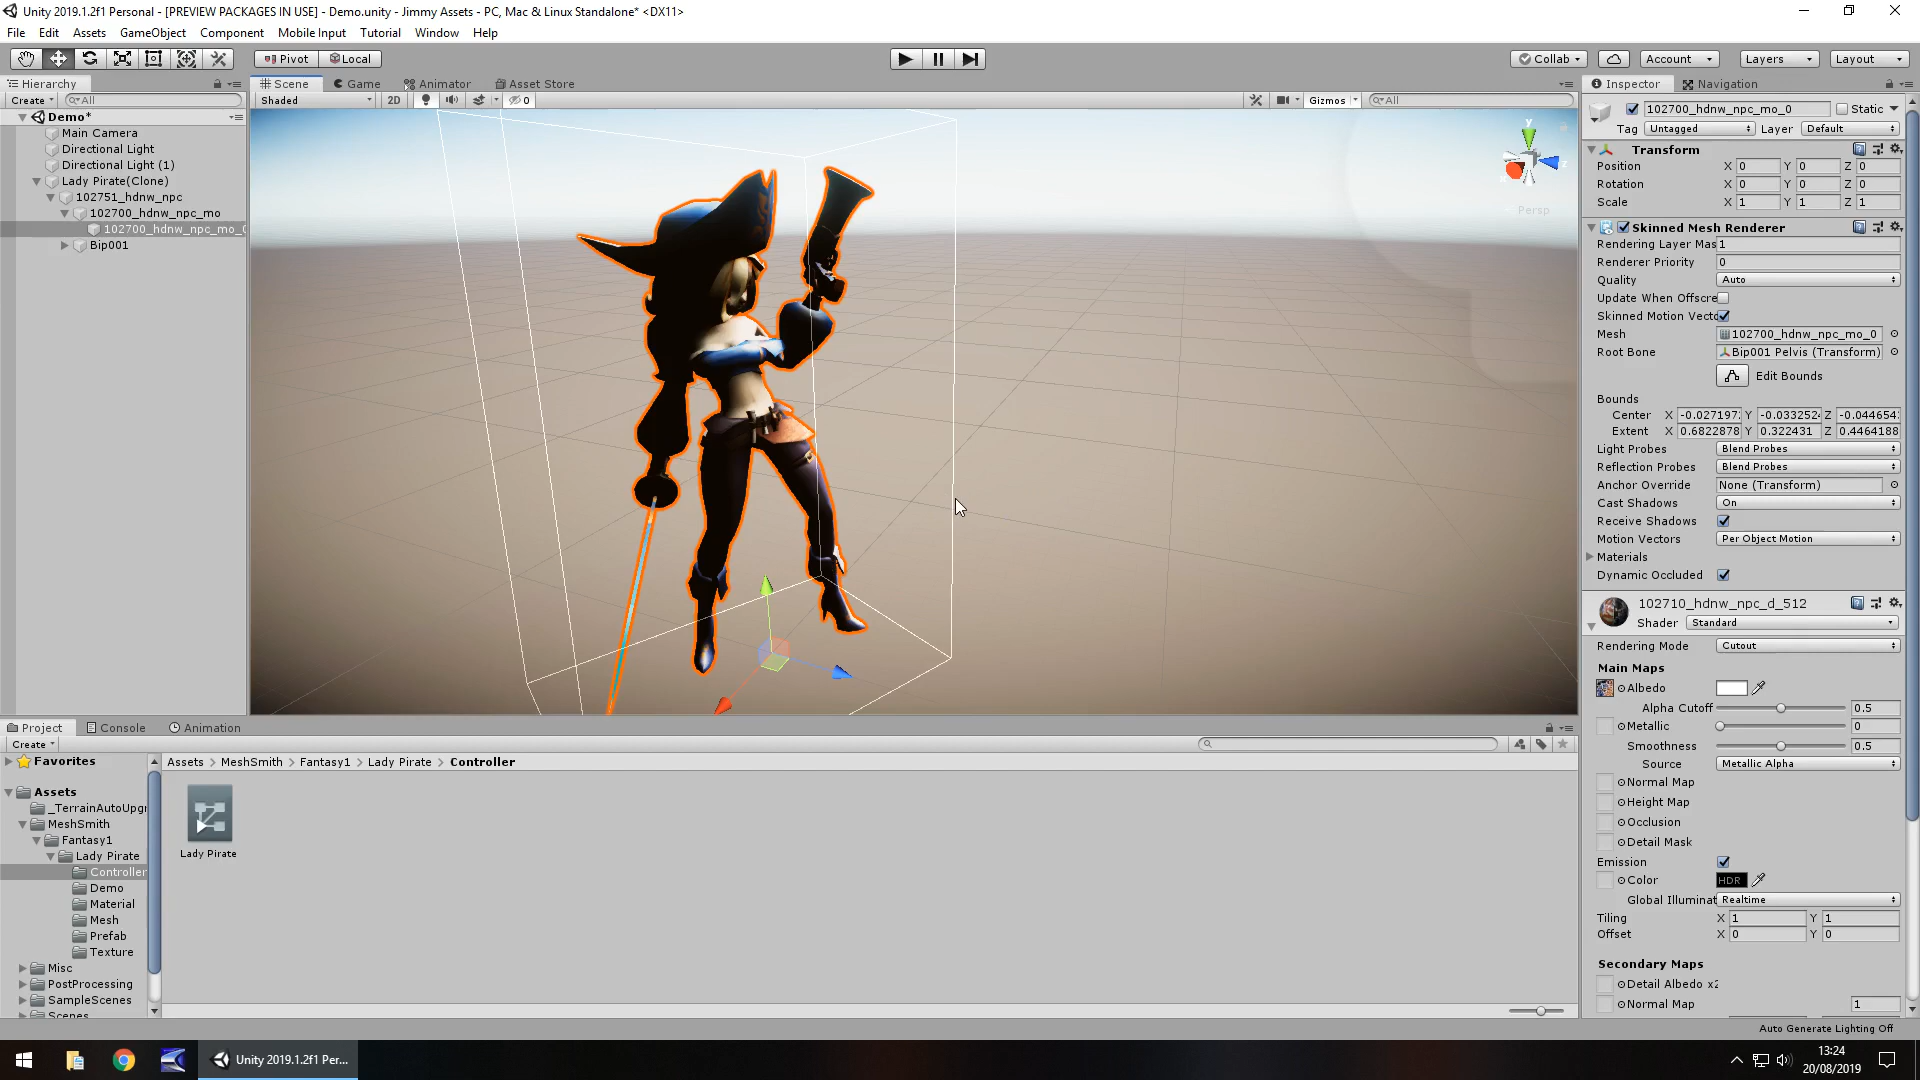 Unity 2019.1.2f1 Personal - [PREVIEW PACKAGES IN USE] - Demo.unity - Jimmy Assets - PC, Mac & Linux Standalone* <DX11>
File Edit Assets GameObject Component Mobile Input Tutorial Window Help
Pivot Local Collab Account Layers Layout
Hierarchy Scene Game Animator Asset Store Inspector Navigation
Create All Shaded 2D 0 Gizmos All
Demo*
Main Camera
Directional Light
Directional Light (1)
Lady Pirate(Clone)
102751_hdnw_npc
102700_hdnw_npc_mo
102700_hdnw_npc_mo_0
Bip001
y
z
Persp
102700_hdnw_npc_mo_0 Static
Tag Untagged Layer Default
Transform
Position X 0 Y 0 Z 0
Rotation X 0 Y 0 Z 0
Scale X 1 Y 1 Z 1
Skinned Mesh Renderer
Rendering Layer Mas 1
Renderer Priority 0
Quality Auto
Update When Offscre
Skinned Motion Vect
Mesh 102700_hdnw_npc_mo_0
Root Bone Bip001 Pelvis (Transform)
Edit Bounds
Bounds
Center X -0.027197 Y -0.03325 Z -0.04465
Extent X 0.6822878 Y 0.322431 Z 0.4464188
Light Probes Blend Probes
Reflection Probes Blend Probes
Anchor Override None (Transform)
Cast Shadows On
Receive Shadows
Motion Vectors Per Object Motion
Materials
Dynamic Occluded
102710_hdnw_npc_d_512
Shader Standard
Rendering Mode Cutout
Main Maps
Albedo
Alpha Cutoff 0.5
Metallic 0
Smoothness 0.5
Source Metallic Alpha
Normal Map
Height Map
Occlusion
Detail Mask
Emission
Color HDR
Global Illuminat Realtime
Tiling X 1 Y 1
Offset X 0 Y 0
Secondary Maps
Detail Albedo x2
Normal Map 1
Auto Generate Lighting Off
Project Console Animation
Create
Favorites
Assets
_TerrainAutoUpgr
MeshSmith
Fantasy1
Lady Pirate
Controller
Demo
Material
Mesh
Prefab
Texture
Misc
PostProcessing
SampleScenes
Scenes
Assets > MeshSmith > Fantasy1 > Lady Pirate > Controller
Lady Pirate
Unity 2019.1.2f1 Per...
13:24
20/08/2019